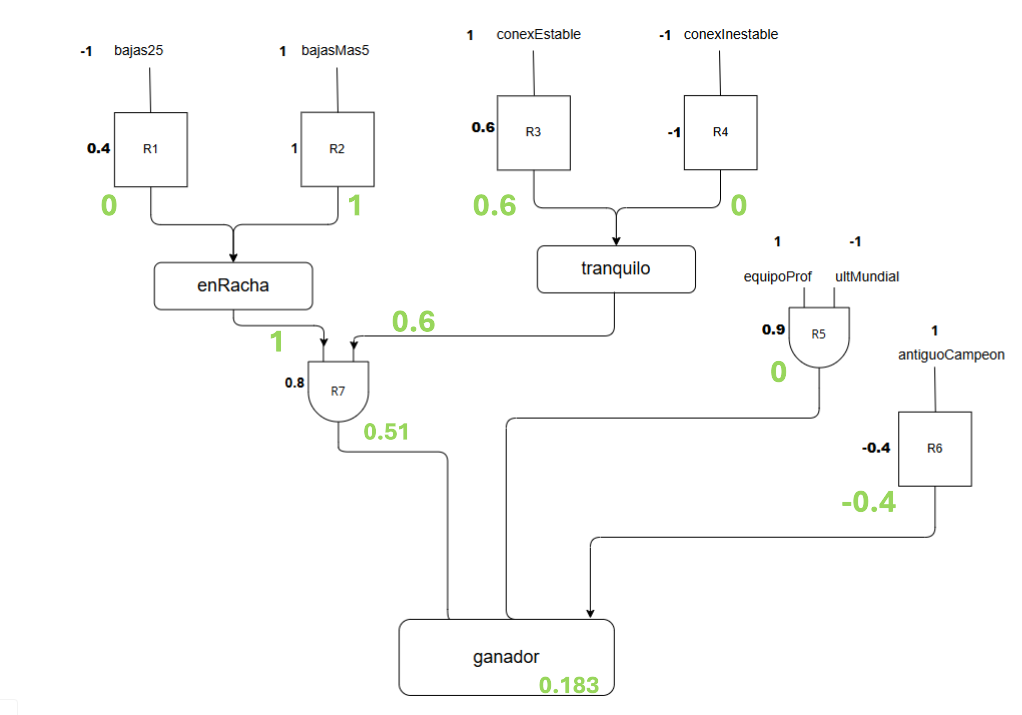 1 conexEstable
-1 conexInestable
-1 bajas25
1 bajasMas5
0.6 R3
-1 R4
0.4 R1
1 R2
0
1
0.6
0
1
-1
tranquilo
equipoProf
ultMundial
enRacha
0.6
0.9 R5
1
1
antiguoCampeon
0
0.8 R7
0.51
-0.4 R6
-0.4
ganador
0.183